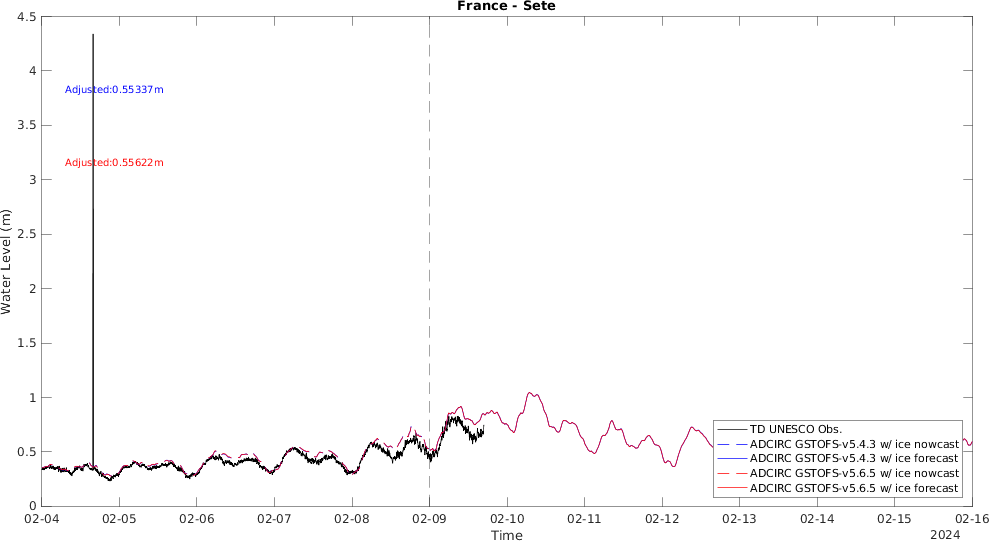 France - Sete
4.5
4
3.5
3
2.5
2
1.5
1
0.5
0
Water Level (m)
Adjusted:0.55337m
Adjusted:0.55622m
TD UNESCO Obs.
ADCIRC GSTOFS-v5.4.3 w/ ice nowcast
ADCIRC GSTOFS-v5.4.3 w/ ice forecast
ADCIRC GSTOFS-v5.6.5 w/ ice nowcast
ADCIRC GSTOFS-v5.6.5 w/ ice forecast
02-04 02-05 02-06 02-07 02-08 02-09 02-10 02-11 02-12 02-13 02-14 02-15 02-16
Time
2024